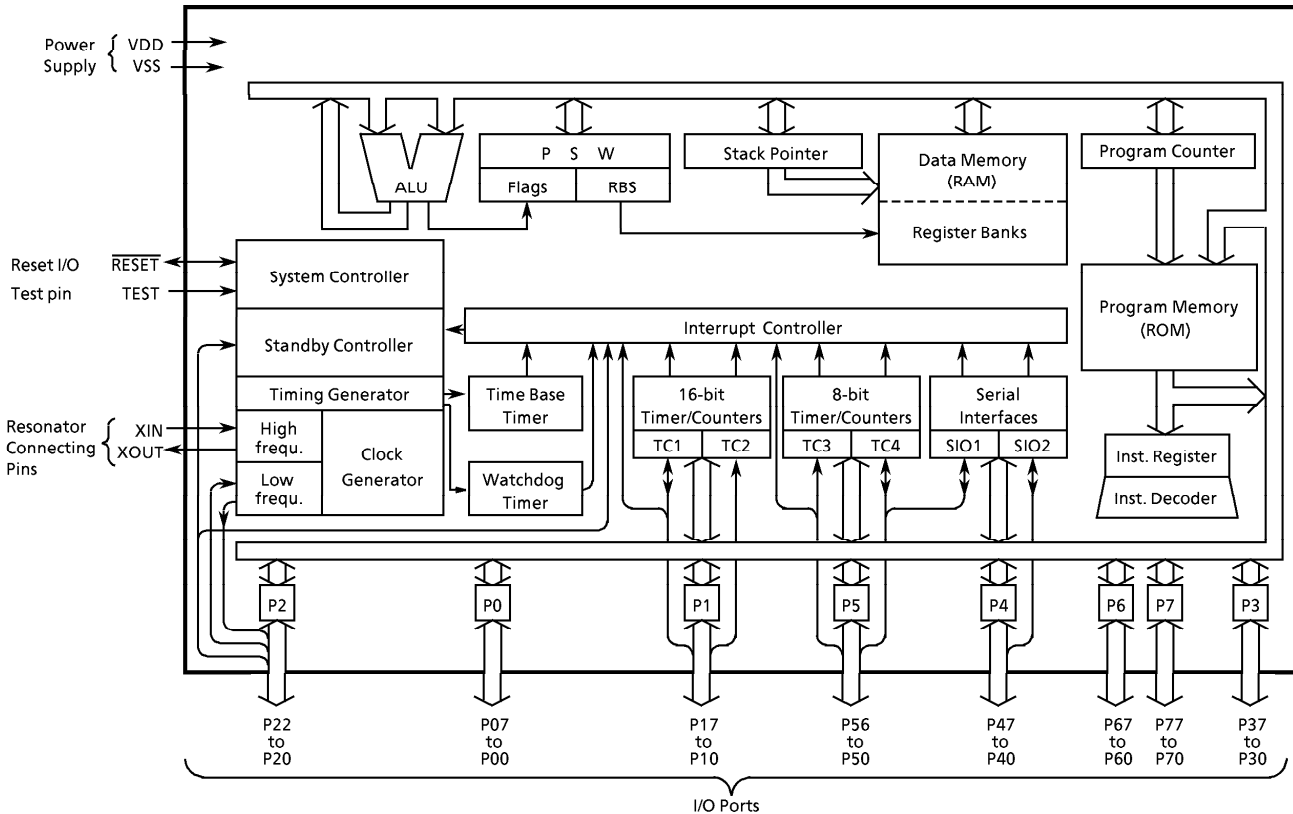 Power Supply
VDD
VSS
P S W
Flags
RBS
Stack Pointer
Data Memory
(RAM)
Register Banks
Program Counter
ALU
Reset I/O
RESET
Test pin
TEST
System Controller
Standby Controller
Timing Generator
High
frequ.
Low
frequ.
Clock
Generator
Resonator
Connecting
Pins
XIN
XOUT
Interrupt Controller
Time Base
Timer
Watchdog
Timer
16-bit
Timer/Counters
TC1
TC2
8-bit
Timer/Counters
TC3
TC4
Serial
Interfaces
SIO1
SIO2
Program Memory
(ROM)
Inst. Register
Inst. Decoder
P2
P0
P1
P5
P4
P6
P7
P3
P22
to
P20
P07
to
P00
P17
to
P10
P56
to
P50
P47
to
P40
P67
to
P60
P77
to
P70
P37
to
P30
I/O Ports